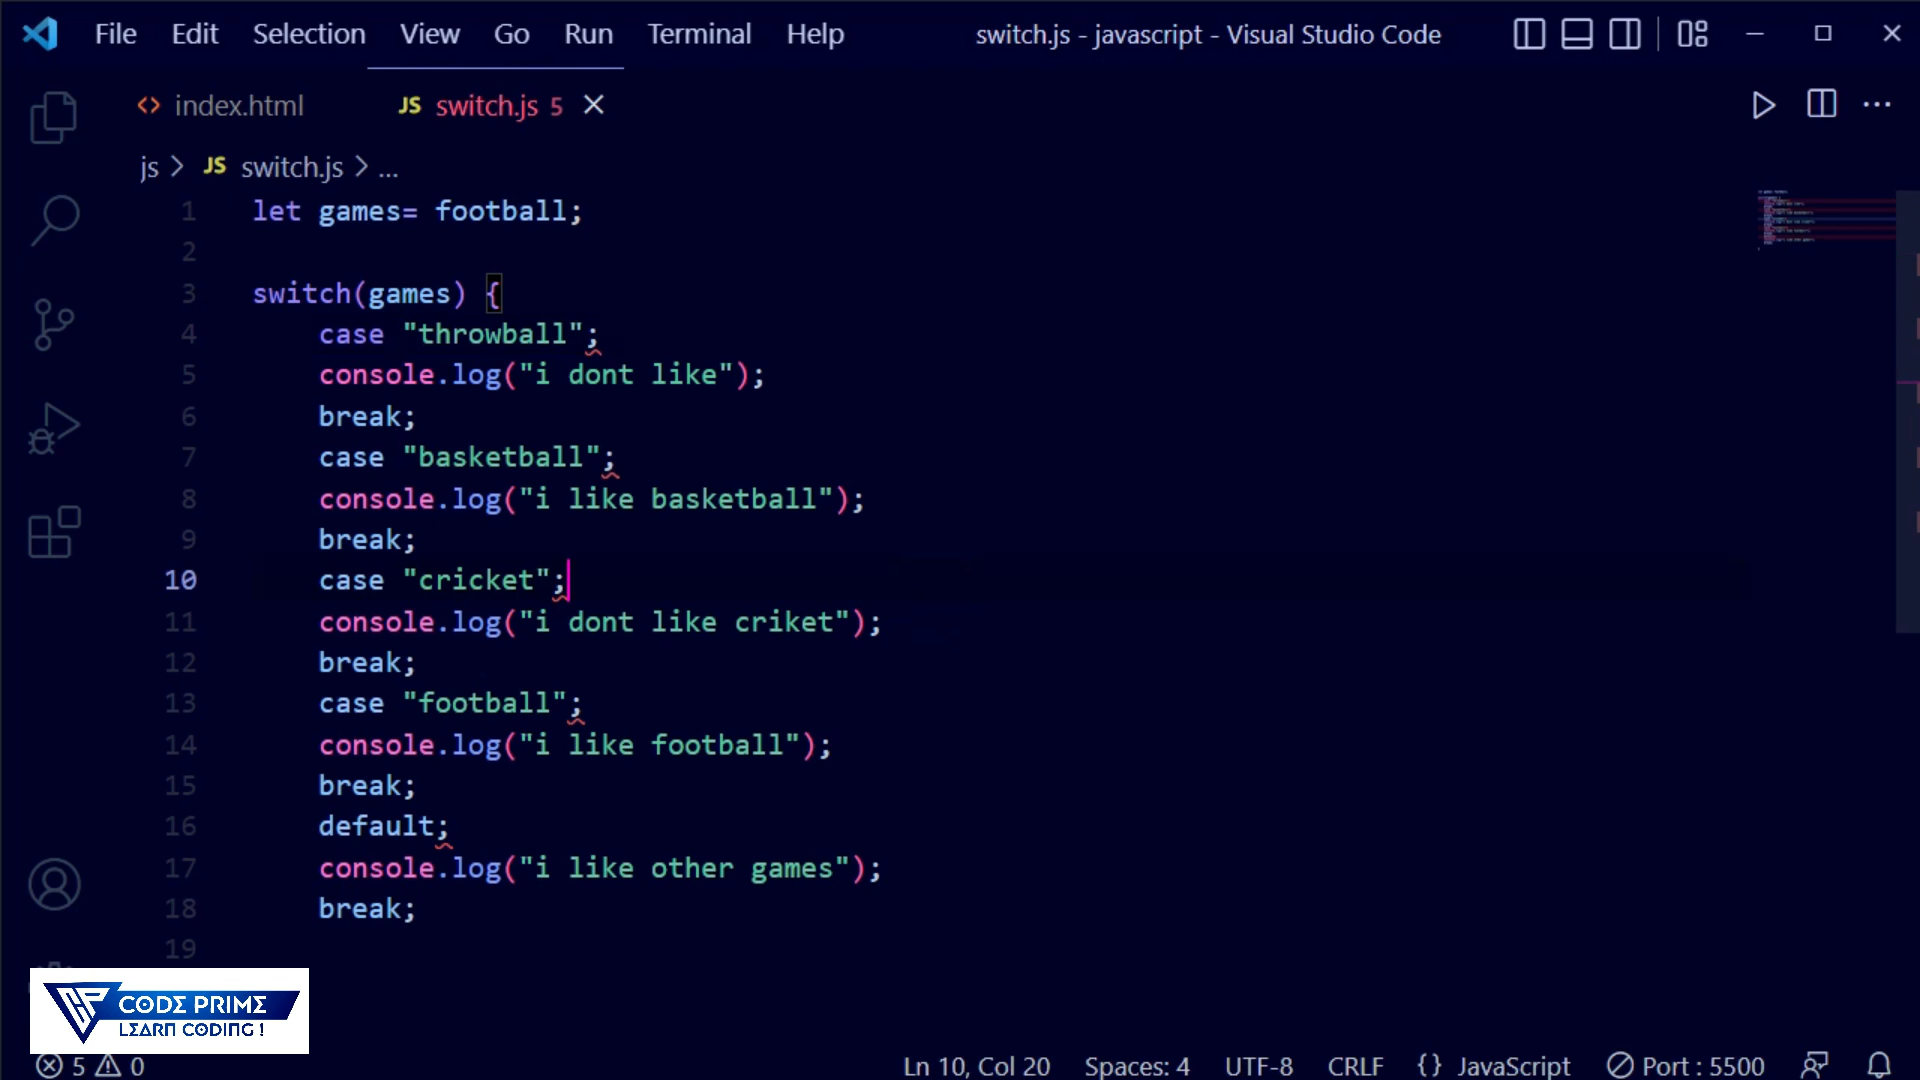 File Edit Selection View Go Run Terminal Help switch.js - javascript - Visual Studio Code
index.html JS switch.js 5
js > JS switch.js > ...
1 let games= football;
2
3 switch(games) {
4 case "throwball";
5 console.log("i dont like");
6 break;
7 case "basketball";
8 console.log("i like basketball");
9 break;
10 case "cricket";
11 console.log("i dont like criket");
12 break;
13 case "football";
14 console.log("i like football");
15 break;
16 default;
17 console.log("i like other games");
18 break;
19
CODE PRIME
LEARN CODING !
5 0 Ln 10, Col 20 Spaces: 4 UTF-8 CRLF {} JavaScript Port : 5500